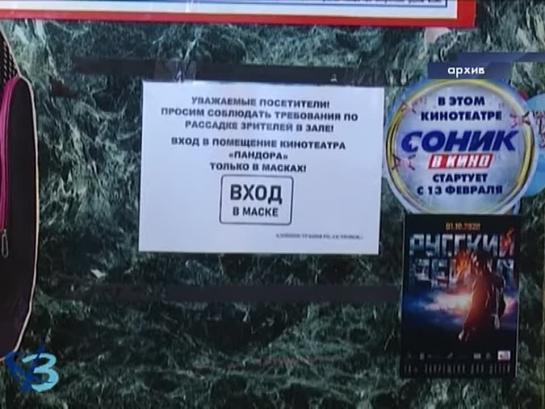 архив
УВАЖАЕМЫЕ ПОСЕТИТЕЛИ!
ПРОСИМ СОБЛЮДАТЬ ТРЕБОВАНИЯ ПО
РАССАДКЕ ЗРИТЕЛЕЙ В ЗАЛЕ!
ВХОД В ПОМЕЩЕНИЕ КИНОТЕАТРА
«ПАНДОРА»
ТОЛЬКО В МАСКАХ!
ВХОД
В МАСКЕ
В ЭТОМ
КИНОТЕАТРЕ
СОНИК
В КИНО
СТАРТУЕТ
С 13 ФЕВРАЛЯ
01.10.2020
РУССКИЙ
3